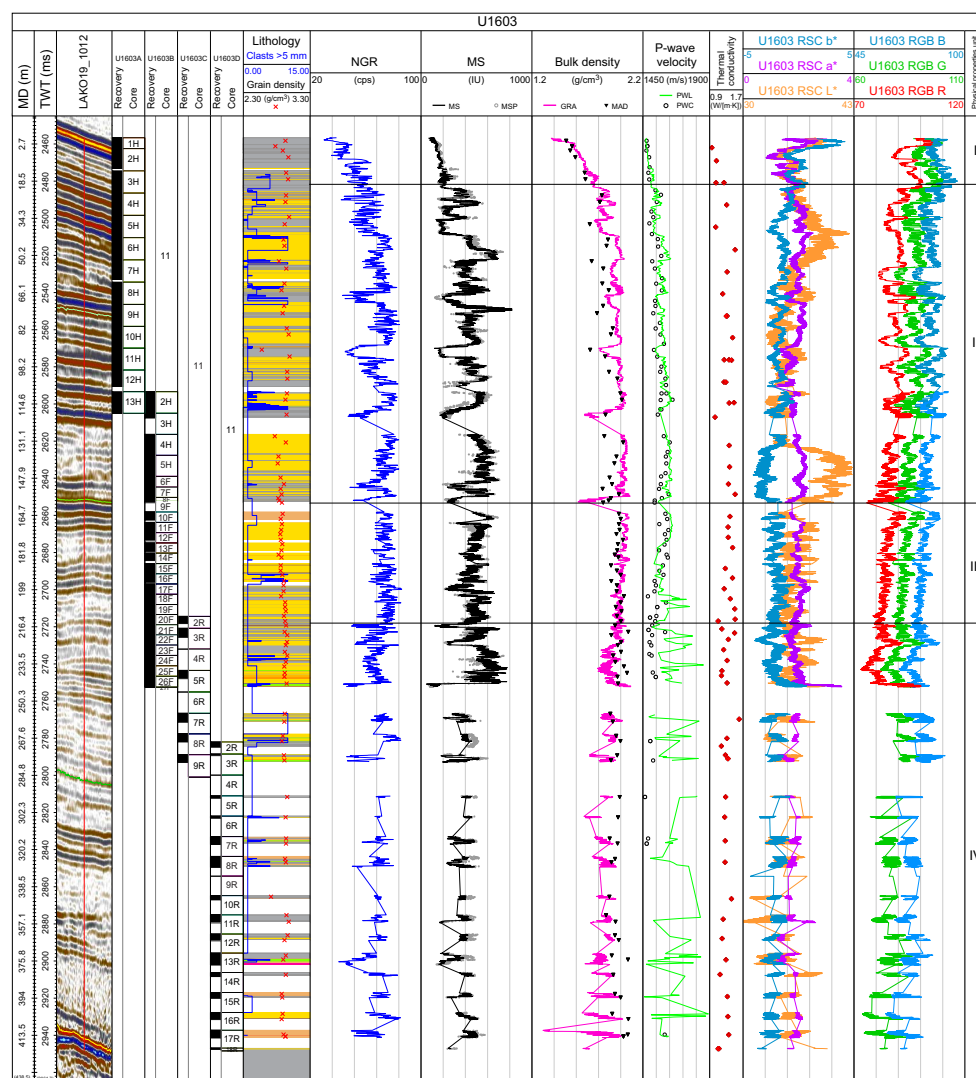 U1603
MD (m)
TWT (ms)
LAKO19_1012
U1603A
Recovery
Core
U1603B
Recovery
Core
U1603C
Recovery
Core
U1603D
Recovery
Core
Lithology
Clasts >5 mm
0.00 15.00
Grain density
2.30 (g/cm³) 3.30
NGR
20 (cps) 100
MS
0 (IU) 1000
MS MSP
Bulk density
1.2 (g/cm³) 2.2
GRA MAD
P-wave
velocity
1450 (m/s) 1900
PWL
PWC
Thermal
conductivity
0.9 1.7
(W/[m·K])
U1603 RSC b*
-5 5
U1603 RSC a*
0 4
U1603 RSC L*
30 43
U1603 RGB B
45 100
U1603 RGB G
60 110
U1603 RGB R
70 120
2.7
18.5
34.3
50.2
66.1
82
98.2
114.6
131.1
147.9
164.7
181.8
199
216.4
233.5
250.3
267.6
284.8
302.3
320.2
338.5
357.1
375.8
394
413.5
2460
2480
2500
2520
2540
2560
2580
2600
2620
2640
2660
2680
2700
2720
2740
2760
2780
2800
2820
2840
2860
2880
2900
2920
2940
1H
2H
3H
4H
5H
6H
7H
8H
9H
10H
11H
12H
13H
11
2H
3H
4H
5H
6F
7F
8F
9F
10F
11F
12F
13F
14F
15F
16F
17F
18F
19F
20F
21F
22F
23F
24F
25F
26F
11
2R
3R
4R
5R
6R
7R
8R
9R
11
2R
3R
4R
5R
6R
7R
8R
9R
10R
11R
12R
13R
14R
15R
16R
17R